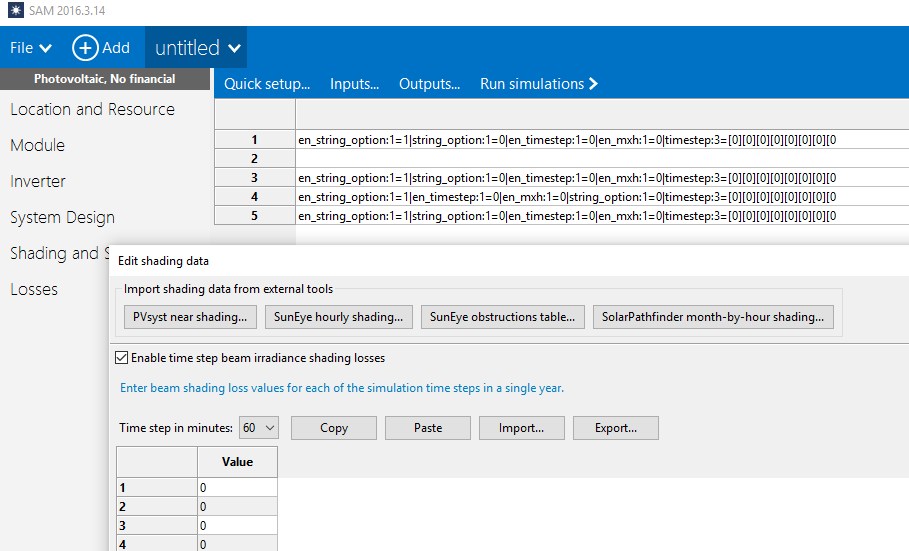 SAM 2016.3.14
File
Add
untitled
Photovoltaic, No financial
Quick setup... Inputs... Outputs... Run simulations
Location and Resource
Module
Inverter
System Design
Shading and S
Losses
1 en_string_option:1=1|string_option:1=0|en_timestep:1=0|en_mxh:1=0|timestep:3=[0][0][0][0][0][0][0][0
2
3 en_string_option:1=1|string_option:1=0|en_timestep:1=0|en_mxh:1=0|timestep:3=[0][0][0][0][0][0][0][0
4 en_string_option:1=1|en_timestep:1=0|en_mxh:1=0|string_option:1=0|timestep:3=[0][0][0][0][0][0][0][0
5 en_string_option:1=1|string_option:1=0|en_timestep:1=0|en_mxh:1=0|timestep:3=[0][0][0][0][0][0][0][0
Edit shading data
Import shading data from external tools
PVsyst near shading... SunEye hourly shading... SunEye obstructions table... SolarPathfinder month-by-hour shading...
Enable time step beam irradiance shading losses
Enter beam shading loss values for each of the simulation time steps in a single year.
Time step in minutes: 60 Copy Paste Import... Export...
Value
1 0
2 0
3 0
4 0